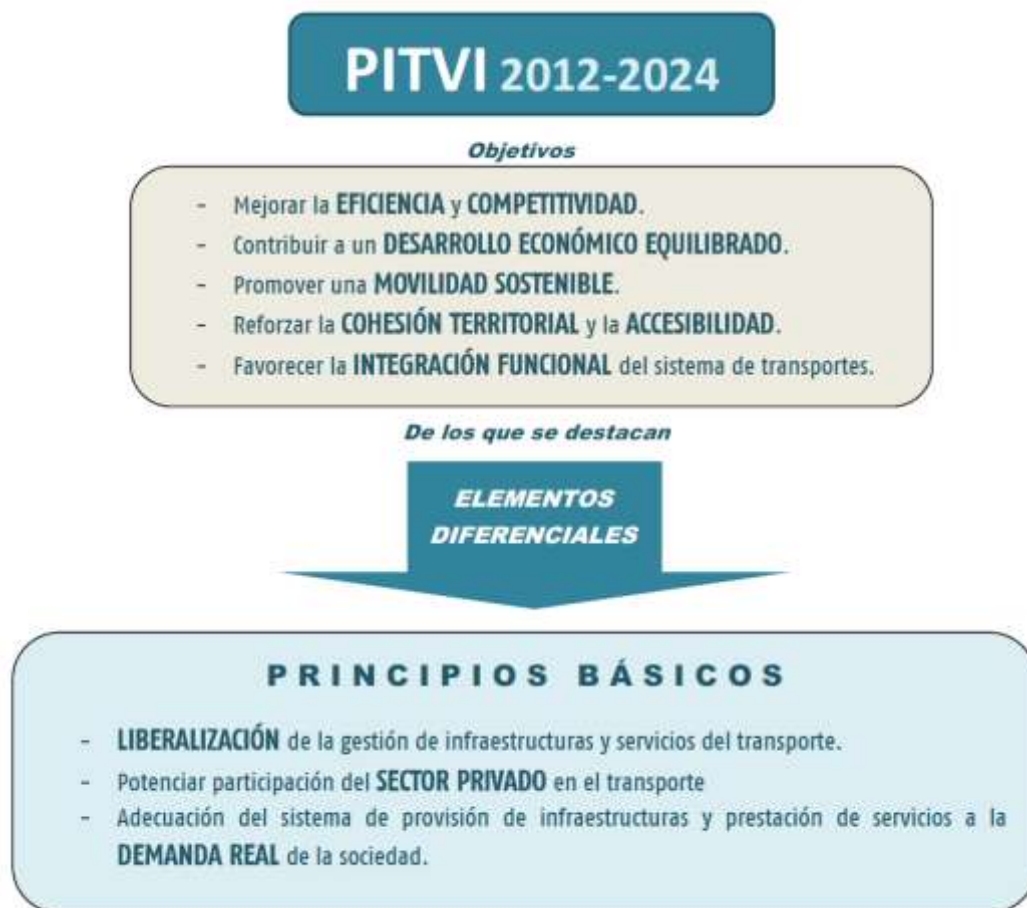 PITVI 2012-2024
Objetivos
- Mejorar la EFICIENCIA y COMPETITIVIDAD.
- Contribuir a un DESARROLLO ECONÓMICO EQUILIBRADO.
- Promover una MOVILIDAD SOSTENIBLE.
- Reforzar la COHESIÓN TERRITORIAL y la ACCESIBILIDAD.
- Favorecer la INTEGRACIÓN FUNCIONAL del sistema de transportes.
De los que se destacan
ELEMENTOS
DIFERENCIALES
PRINCIPIOS BÁSICOS
- LIBERALIZACIÓN de la gestión de infraestructuras y servicios del transporte.
- Potenciar participación del SECTOR PRIVADO en el transporte
- Adecuación del sistema de provisión de infraestructuras y prestación de servicios a la
DEMANDA REAL de la sociedad.